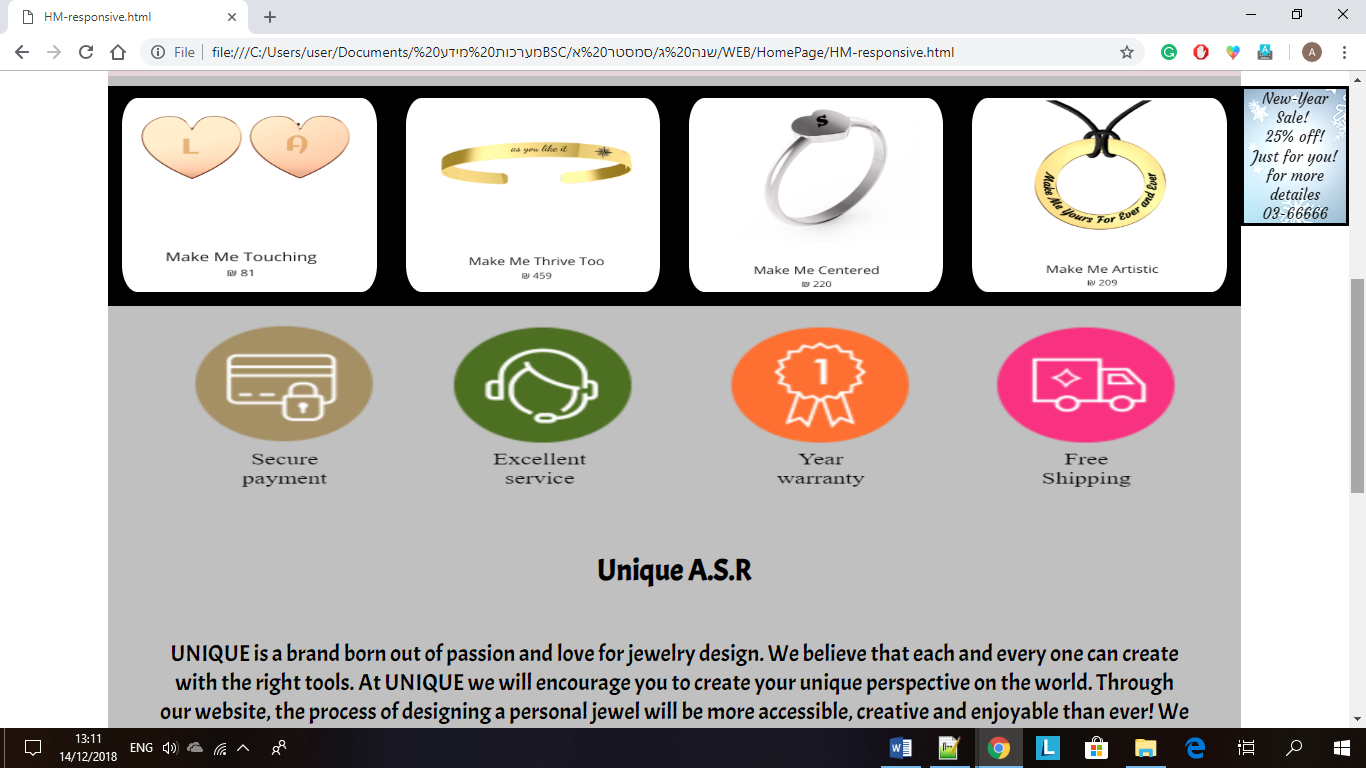 HM-responsive.html
File
file:///C:/Users/user/Documents/%20מערכות%20מידעBSC/שנה%20ג/סמסטר%20א/WEB/HomePage/HM-responsive.html
A
L
A
Make Me Touching
₪ 81
as you like it
Make Me Thrive Too
₪ 459
$
Make Me Centered
₪ 220
Make Me Yours For Ever and Ever
Make Me Artistic
₪ 209
New-Year
Sale!
25% off!
Just for you!
for more
detailes
03-66666
Secure
payment
Excellent
service
1
Year
warranty
Free
Shipping
Unique A.S.R
UNIQUE is a brand born out of passion and love for jewelry design. We believe that each and every one can create
with the right tools. At UNIQUE we will encourage you to create your unique perspective on the world. Through
our website, the process of designing a personal jewel will be more accessible, creative and enjoyable than ever! We
13:11
14/12/2018
ENG